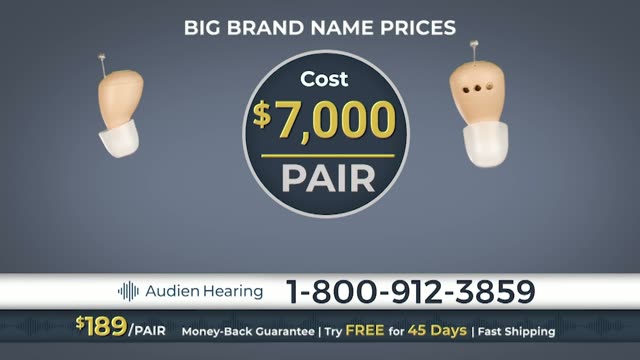 BIG BRAND NAME PRICES
Cost
$7,000
PAIR
Audien Hearing 1-800-912-3859
$189/PAIR Money-Back Guarantee | Try FREE for 45 Days | Fast Shipping